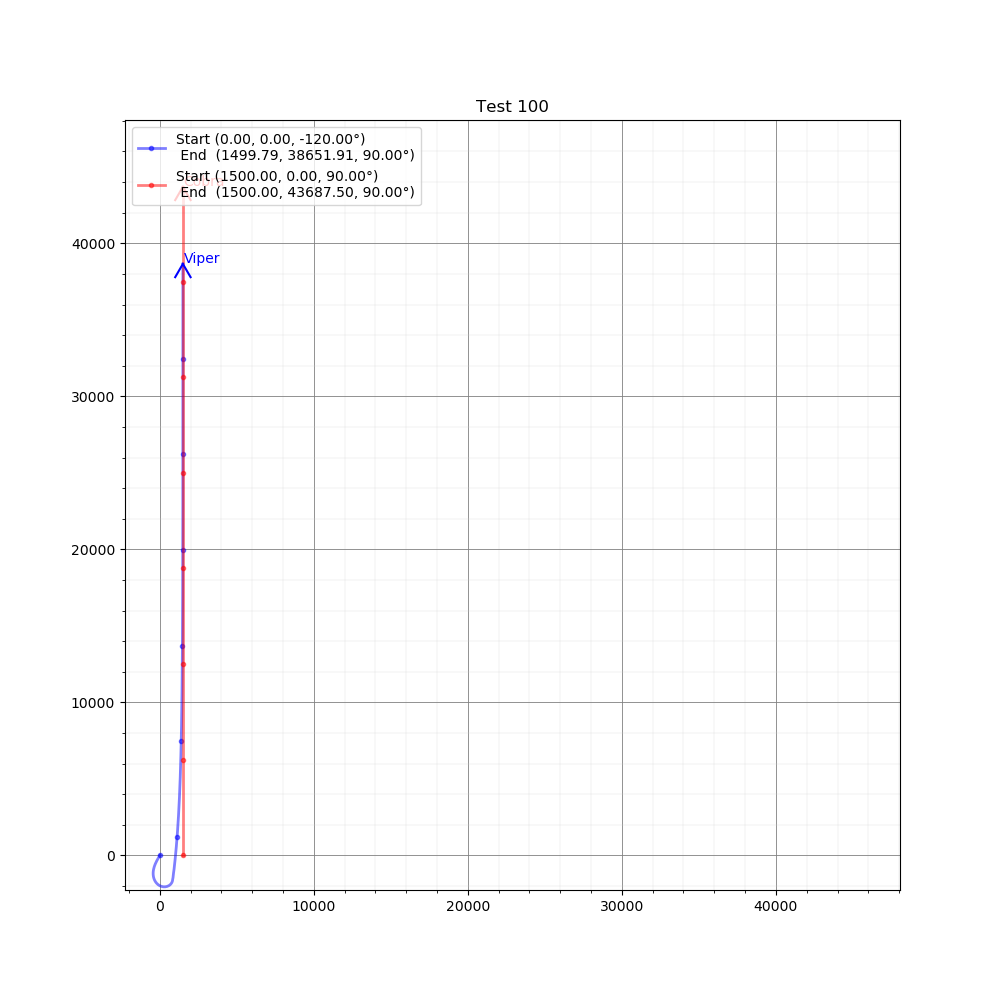 Test 100
Start (0.00, 0.00, -120.00°)
End (1499.79, 38651.91, 90.00°)
Start (1500.00, 0.00, 90.00°)
End (1500.00, 43687.50, 90.00°)
Viper
40000
30000
20000
10000
0
0 10000 20000 30000 40000